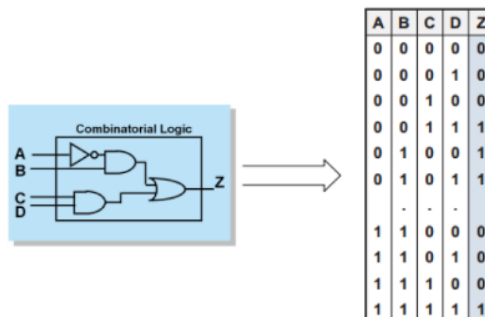 Combinatorial Logic
A
B
C
D
Z
A B C D Z
0 0 0 0 0
0 0 0 1 0
0 0 1 0 0
0 0 1 1 1
0 1 0 0 1
0 1 0 1 1
. . .
1 1 0 0 0
1 1 0 1 0
1 1 1 0 0
1 1 1 1 1